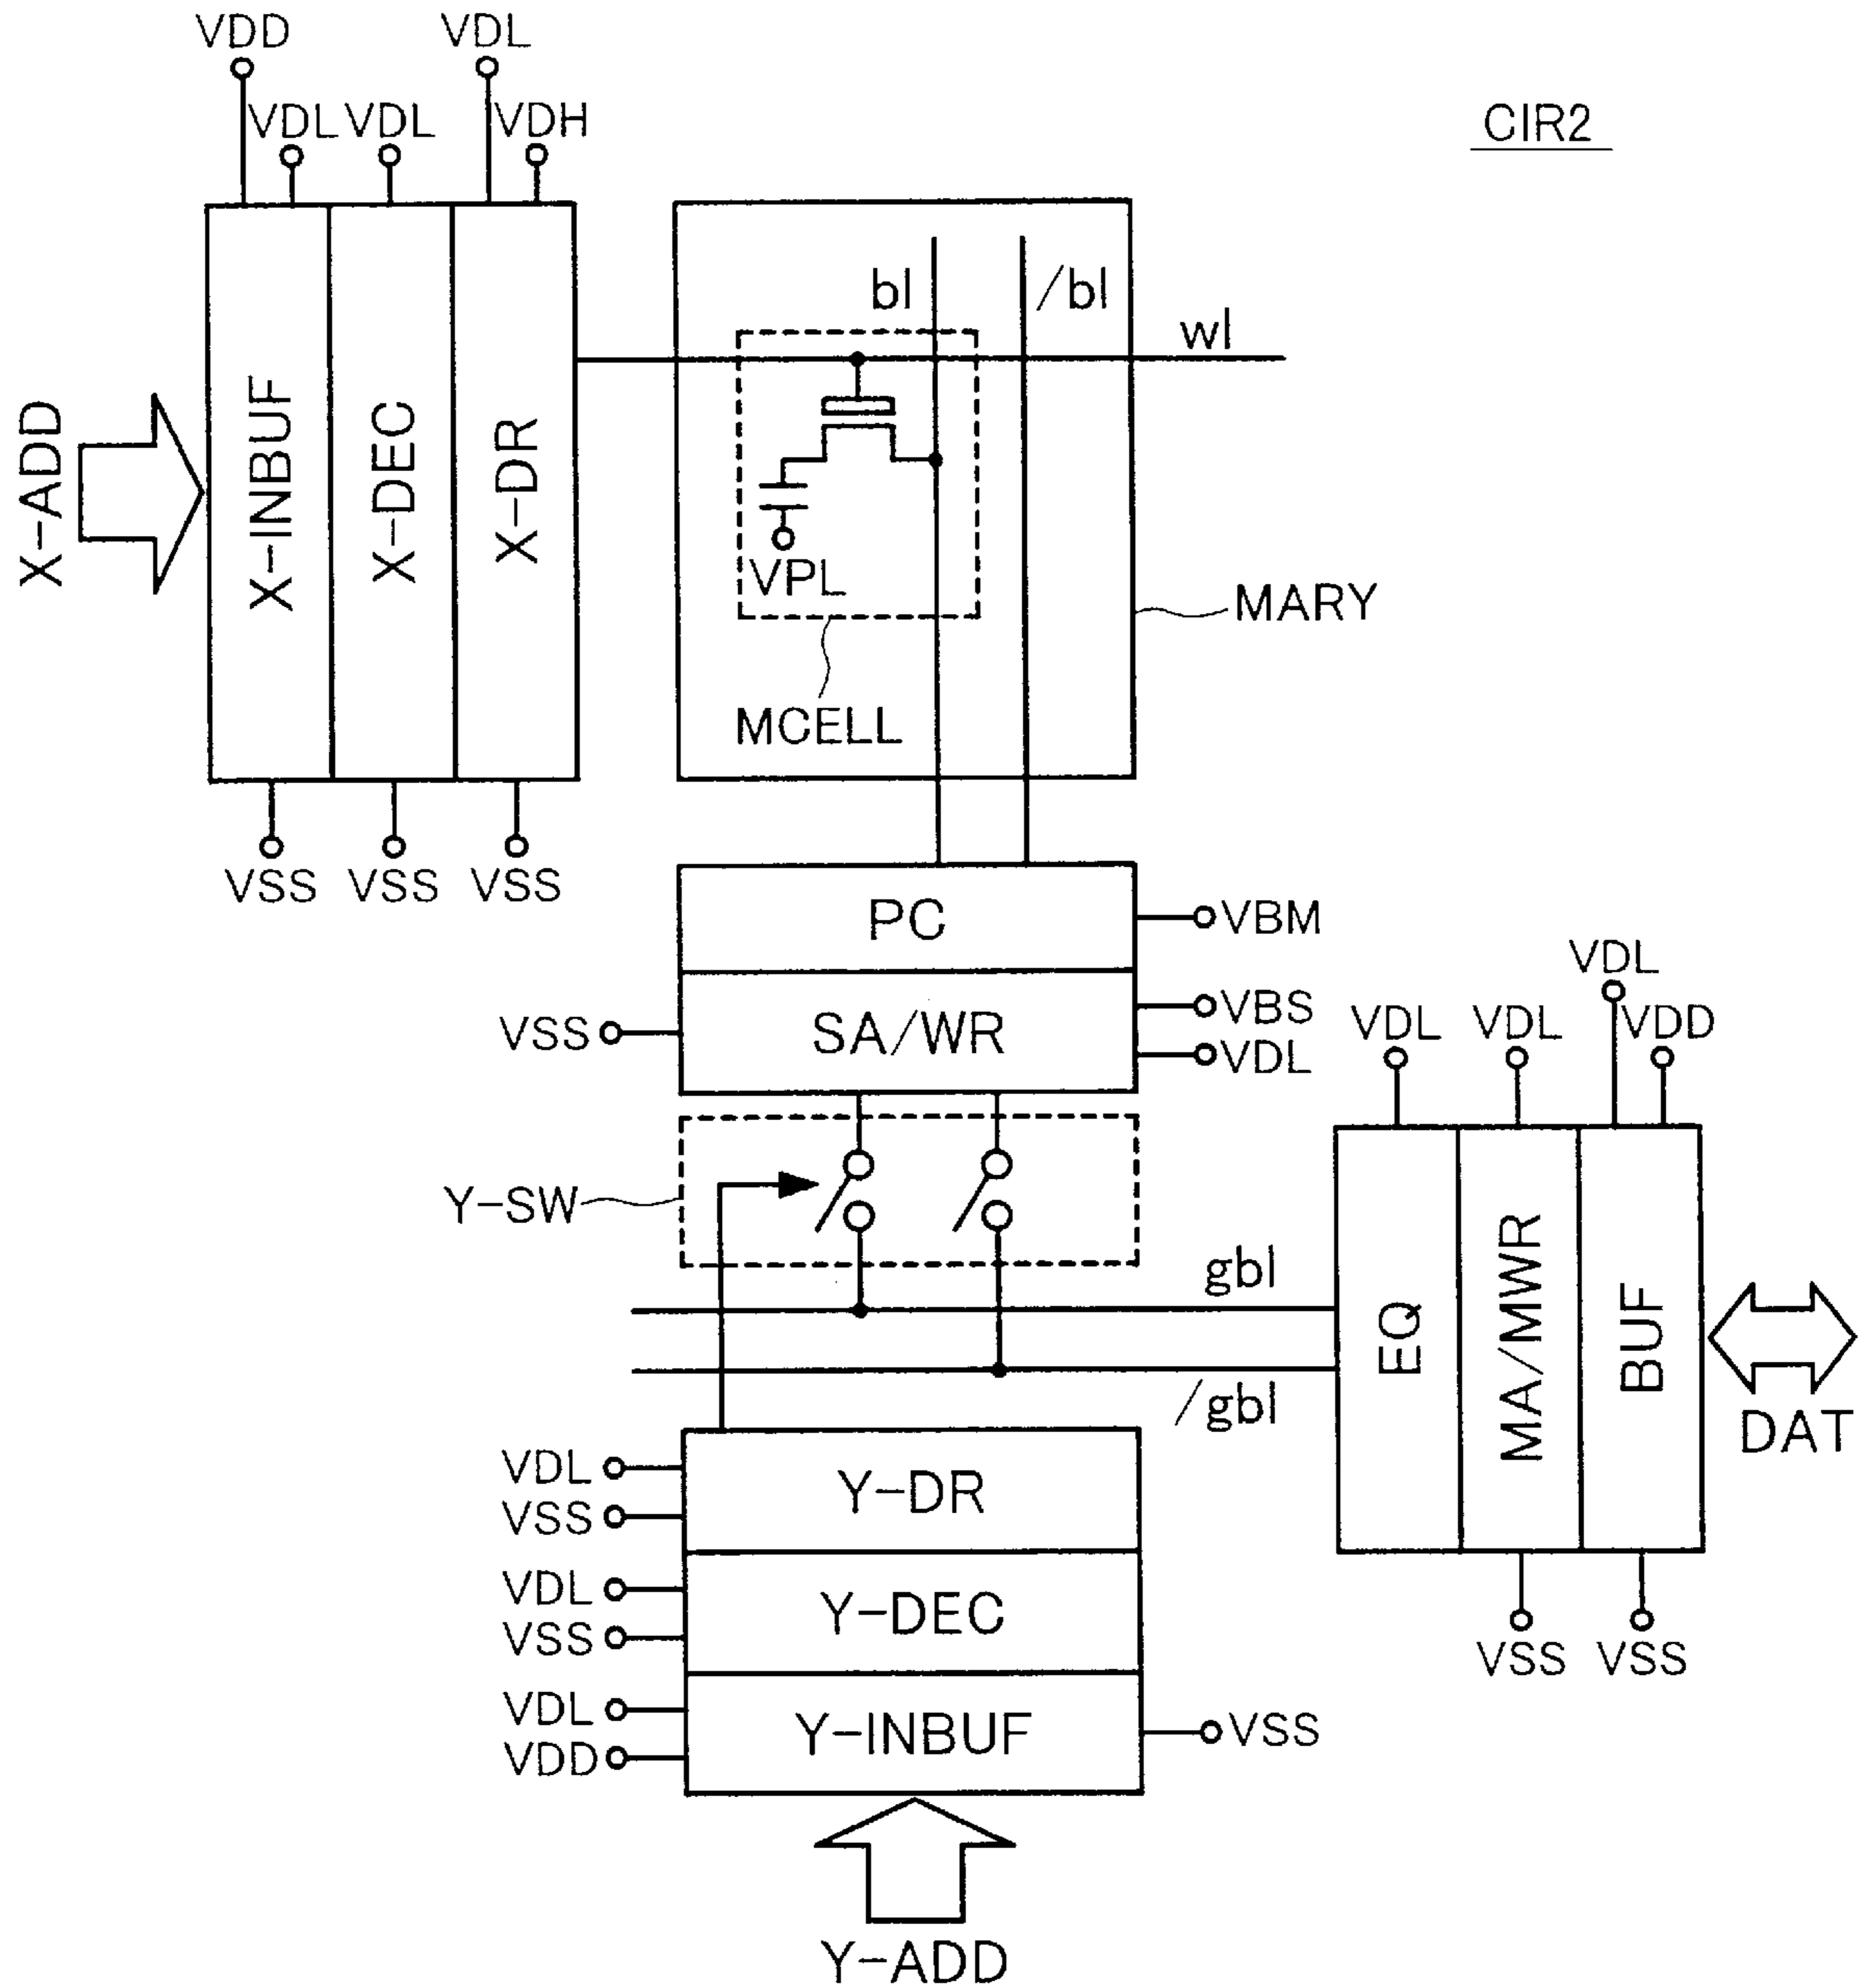 VDD
VDL
VDL
VDL
VDH
CIR2
bl
/bl
wl
X-ADD
X-INBUF
X-DEC
X-DR
VPL
MARY
MCELL
VSS
VSS
VSS
PC
VBM
SA/WR
VSS
VBS
VDL
VDL
VDL
VDL
VDD
Y-SW
gbl
/gbl
EQ
MA/MWR
BUF
DAT
VDL
VSS
Y-DR
VDL
VSS
Y-DEC
VSS
VSS
VDL
VDD
Y-INBUF
VSS
Y-ADD